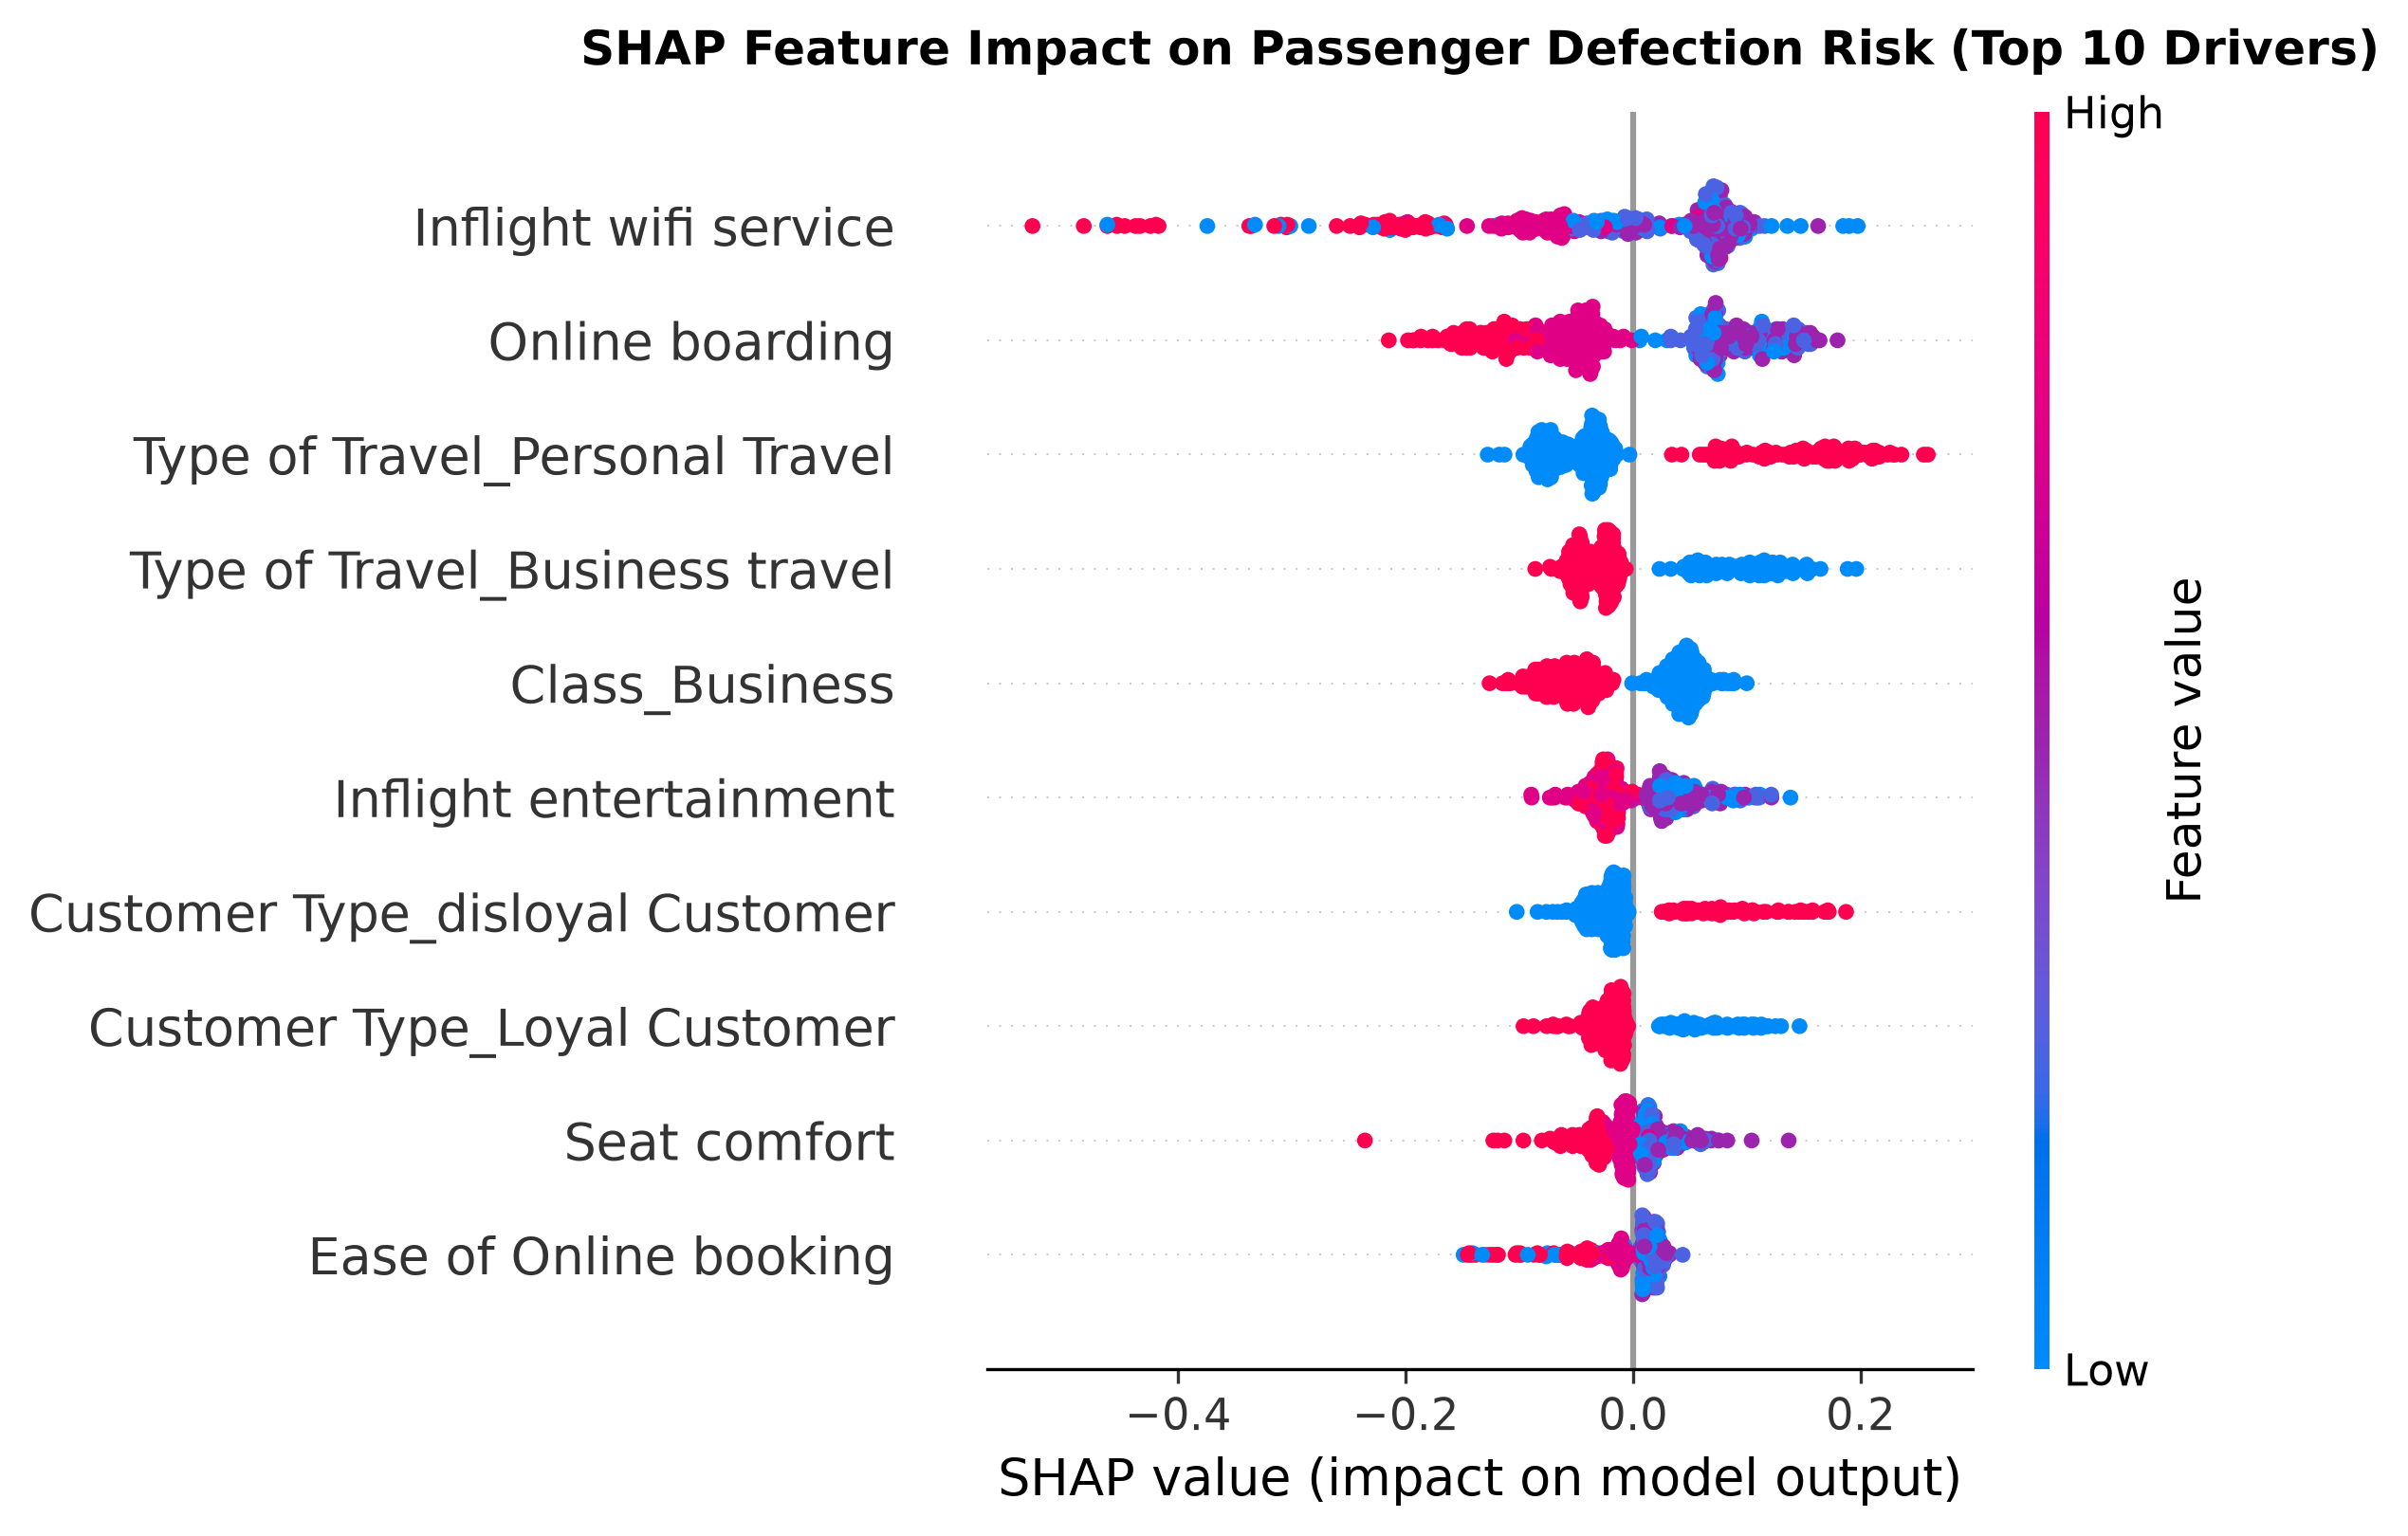 SHAP Feature Impact on Passenger Defection Risk (Top 10 Drivers)
High
Inflight wifi service
Online boarding
Type of Travel_Personal Travel
Type of Travel_Business travel
Class_Business
Inflight entertainment
Customer Type_disloyal Customer
Customer Type_Loyal Customer
Seat comfort
Ease of Online booking
Feature value
Low
−0.4 −0.2 0.0 0.2
SHAP value (impact on model output)